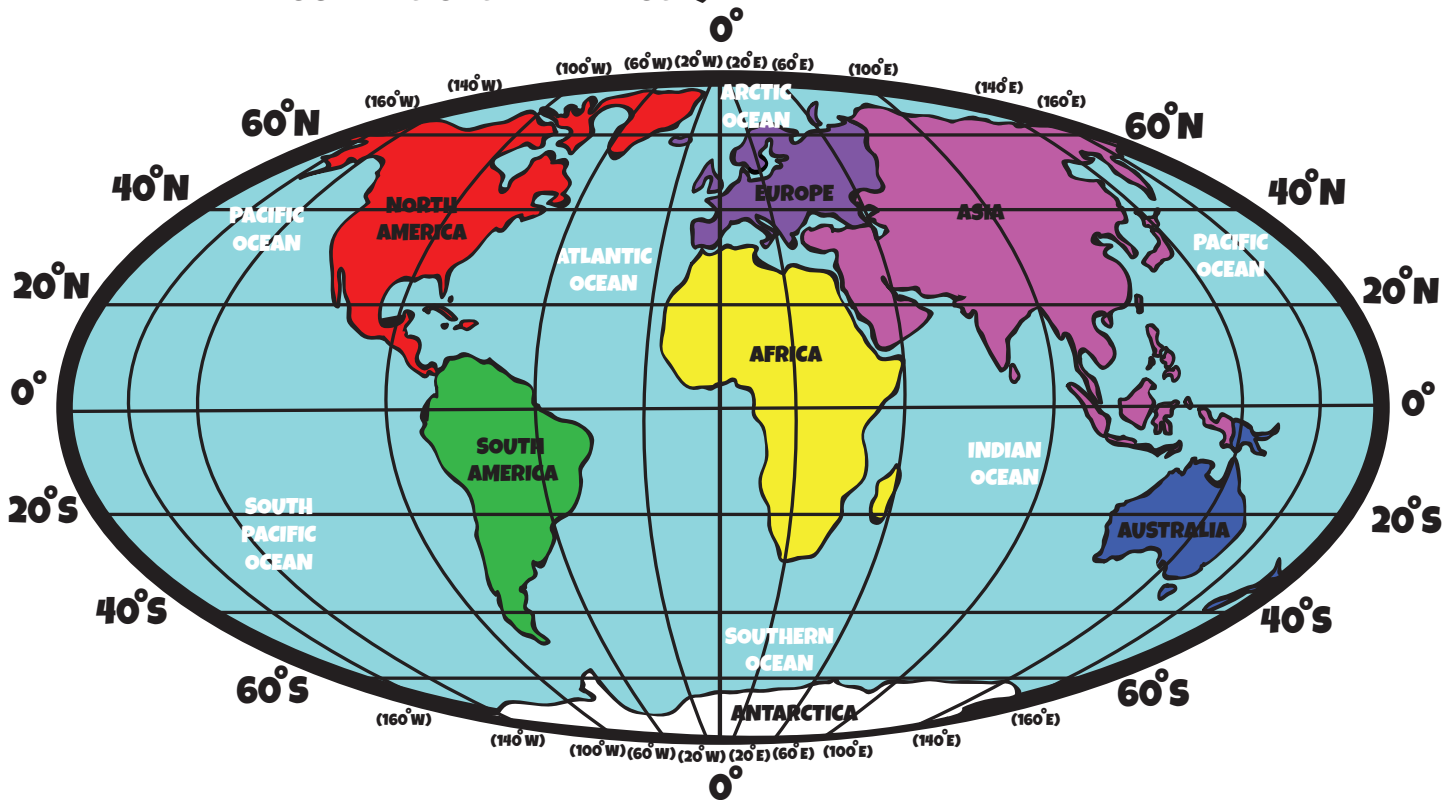 0°
(160°W) (140°W) (100°W) (60°W) (20°W) (20°E) (60°E) (100°E) (140°E) (160°E)
60°N
60°N
40°N
40°N
20°N
20°N
0°
0°
20°S
20°S
40°S
40°S
60°S
60°S
ARCTIC
OCEAN
NORTH
AMERICA
EUROPE
ASIA
PACIFIC
OCEAN
ATLANTIC
OCEAN
PACIFIC
OCEAN
AFRICA
SOUTH
AMERICA
INDIAN
OCEAN
SOUTH
PACIFIC
OCEAN
AUSTRALIA
SOUTHERN
OCEAN
ANTARCTICA
(160°W) (140°W) (100°W) (60°W) (20°W) (20°E) (60°E) (100°E) (140°E) (160°E)
0°